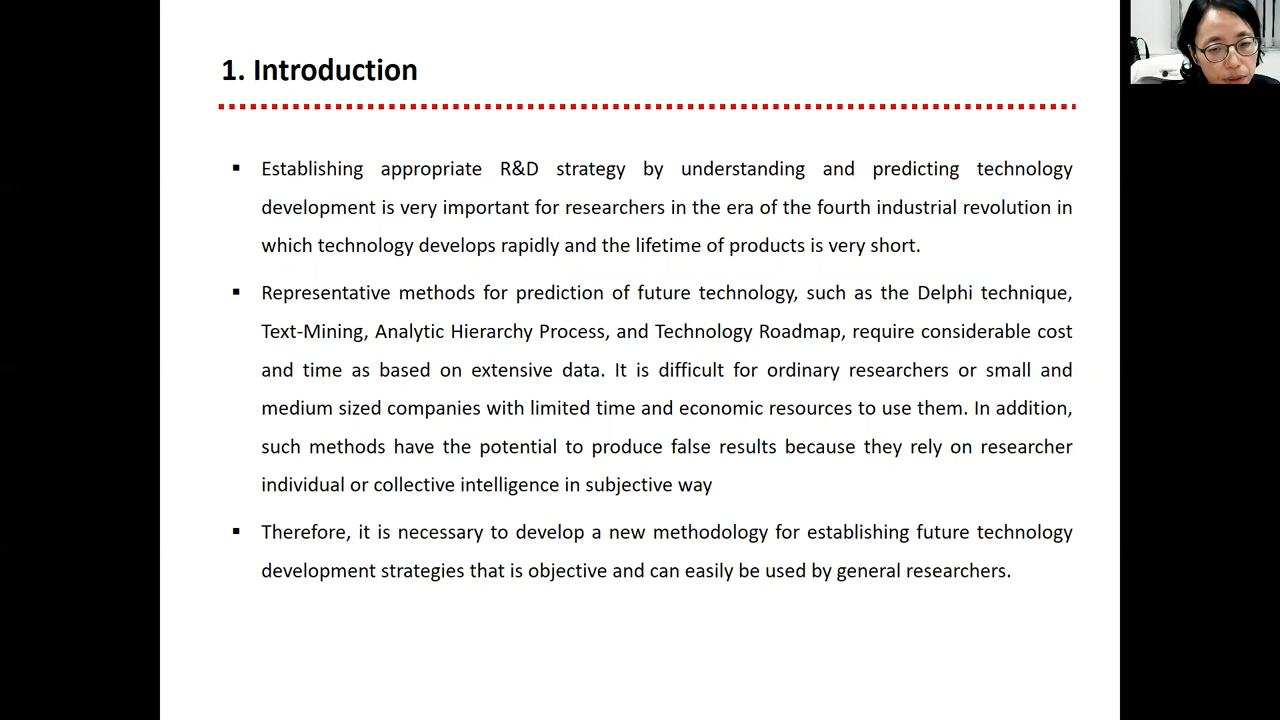 1. Introduction
▪ Establishing appropriate R&D strategy by understanding and predicting technology
development is very important for researchers in the era of the fourth industrial revolution in
which technology develops rapidly and the lifetime of products is very short.
▪ Representative methods for prediction of future technology, such as the Delphi technique,
Text-Mining, Analytic Hierarchy Process, and Technology Roadmap, require considerable cost
and time as based on extensive data. It is difficult for ordinary researchers or small and
medium sized companies with limited time and economic resources to use them. In addition,
such methods have the potential to produce false results because they rely on researcher
individual or collective intelligence in subjective way
▪ Therefore, it is necessary to develop a new methodology for establishing future technology
development strategies that is objective and can easily be used by general researchers.